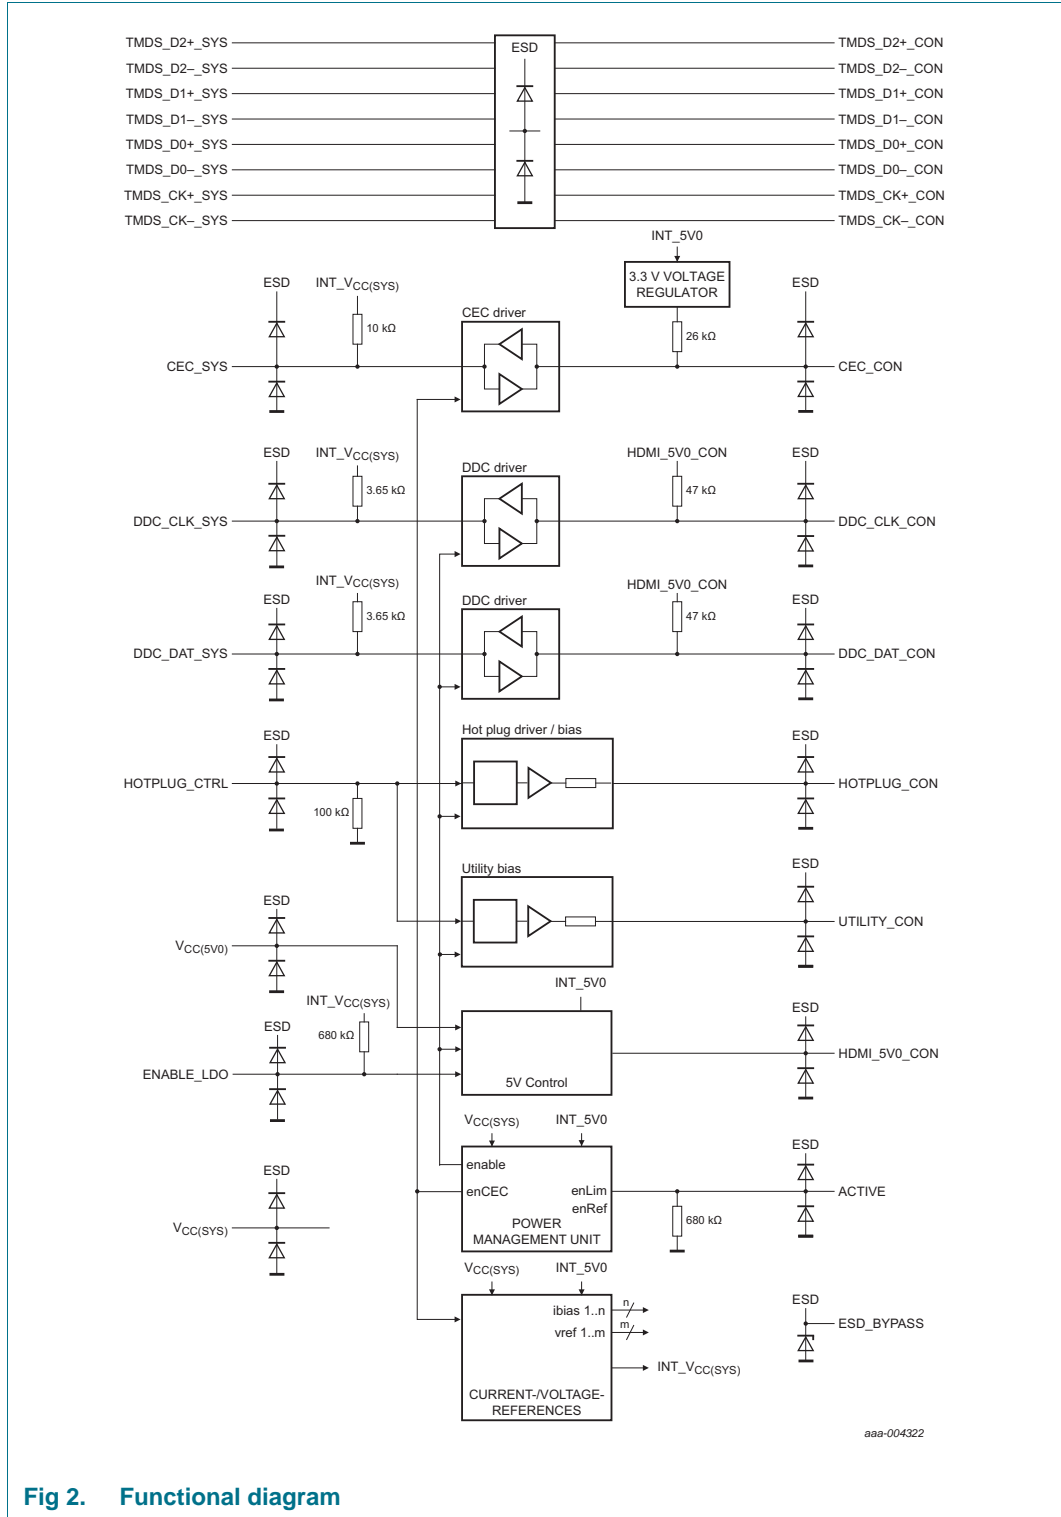 TMDS_D2+_SYS
ESD
TMDS_D2+_CON
TMDS_D2–_SYS
TMDS_D2–_CON
TMDS_D1+_SYS
TMDS_D1+_CON
TMDS_D1–_SYS
TMDS_D1–_CON
TMDS_D0+_SYS
TMDS_D0+_CON
TMDS_D0–_SYS
TMDS_D0–_CON
TMDS_CK+_SYS
TMDS_CK+_CON
TMDS_CK–_SYS
TMDS_CK–_CON
INT_5V0
3.3 V VOLTAGE
REGULATOR
ESD
INT_VCC(SYS)
ESD
CEC driver
10 kΩ
26 kΩ
CEC_SYS
CEC_CON
ESD
INT_VCC(SYS)
HDMI_5V0_CON
ESD
DDC driver
3.65 kΩ
47 kΩ
DDC_CLK_SYS
DDC_CLK_CON
INT_VCC(SYS)
HDMI_5V0_CON
ESD
DDC driver
ESD
3.65 kΩ
47 kΩ
DDC_DAT_SYS
DDC_DAT_CON
ESD
Hot plug driver / bias
ESD
HOTPLUG_CTRL
HOTPLUG_CON
100 kΩ
Utility bias
ESD
ESD
UTILITY_CON
VCC(5V0)
INT_5V0
INT_VCC(SYS)
ESD
ESD
680 kΩ
HDMI_5V0_CON
ENABLE_LDO
5V Control
VCC(SYS)
INT_5V0
ESD
enable
ESD
enCEC
enLim
ACTIVE
enRef
680 kΩ
VCC(SYS)
POWER
MANAGEMENT UNIT
VCC(SYS)
INT_5V0
ESD
ibias 1..n
n
ESD_BYPASS
vref 1..m
m
INT_VCC(SYS)
CURRENT-/VOLTAGE-
REFERENCES
aaa-004322
Fig 2. Functional diagram